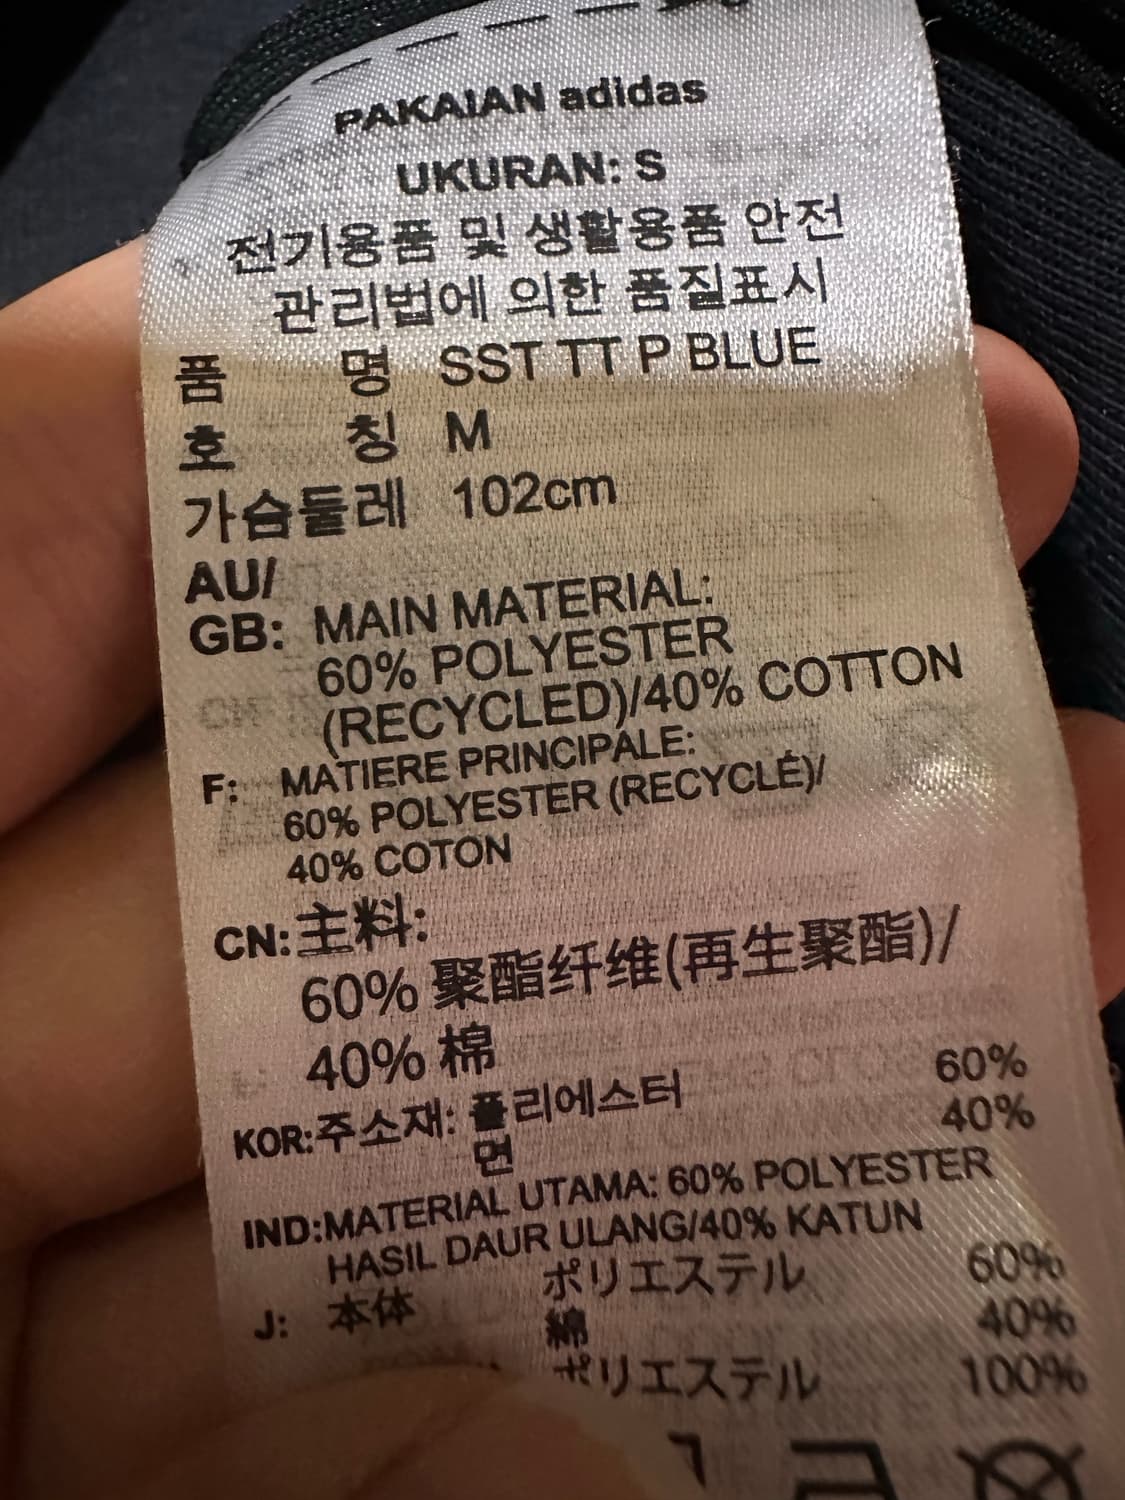 PAKAIAN adidas
UKURAN: S
전기용품 및 생활용품 안전
관리법에 의한 품질표시
품 명 SST TT P BLUE
호 칭 M
가슴둘레 102cm
AU/
GB: MAIN MATERIAL:
60% POLYESTER
(RECYCLED)/40% COTTON
F: MATIERE PRINCIPALE:
60% POLYESTER (RECYCLÉ)/
40% COTON
CN: 主料:
60% 聚酯纤维(再生聚酯)/
40% 棉
KOR: 주소재: 폴리에스터 60%
면 40%
IND: MATERIAL UTAMA: 60% POLYESTER
HASIL DAUR ULANG/40% KATUN
J: 本体 ポリエステル 60%
綿 40%
ポリエステル 100%